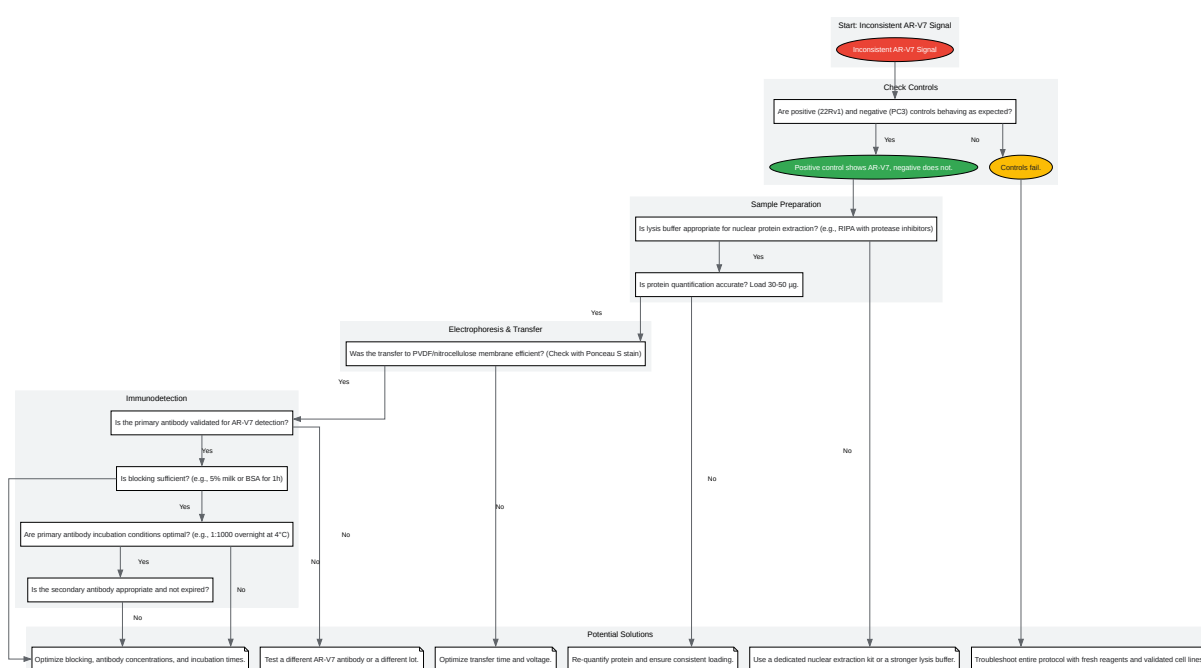 Start: Inconsistent AR-V7 Signal
Inconsistent AR-V7 Signal
Check Controls
Are positive (22Rv1) and negative (PC3) controls behaving as expected?
Yes
No
Positive control shows AR-V7, negative does not.
Controls fail.
Sample Preparation
Is lysis buffer appropriate for nuclear protein extraction? (e.g., RIPA with protease inhibitors)
Yes
Is protein quantification accurate? Load 30-50 µg.
Yes
Electrophoresis & Transfer
Was the transfer to PVDF/nitrocellulose membrane efficient? (Check with Ponceau S stain)
Yes
Immunodetection
Is the primary antibody validated for AR-V7 detection?
Yes
No
Is blocking sufficient? (e.g., 5% milk or BSA for 1h)
No
Yes
No
Are primary antibody incubation conditions optimal? (e.g., 1:1000 overnight at 4°C)
No
Yes
No
Is the secondary antibody appropriate and not expired?
No
No
Potential Solutions
Optimize blocking, antibody concentrations, and incubation times.
Test a different AR-V7 antibody or a different lot.
Optimize transfer time and voltage.
Re-quantify protein and ensure consistent loading.
Use a dedicated nuclear extraction kit or a stronger lysis buffer.
Troubleshoot entire protocol with fresh reagents and validated cell